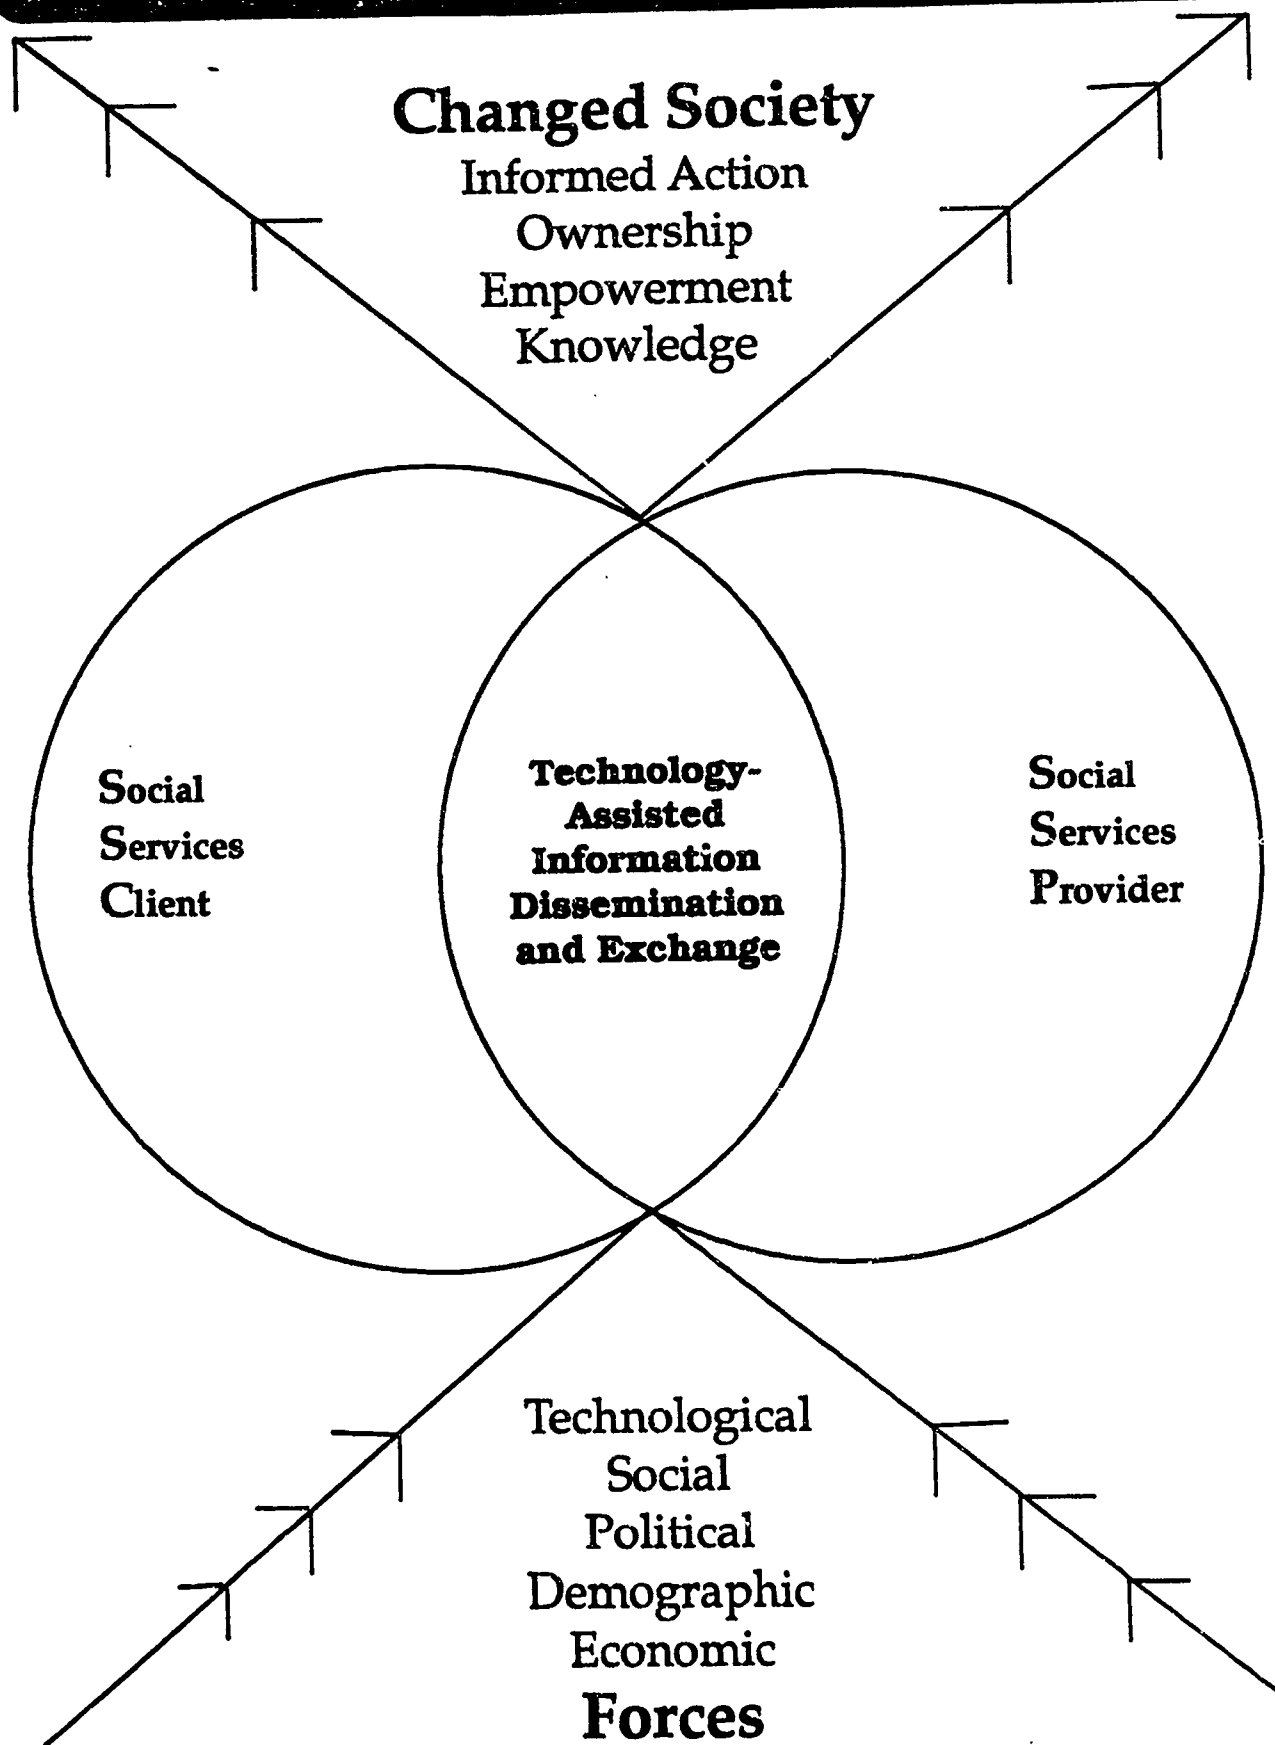 Changed Society
Informed Action
Ownership
Empowerment
Knowledge
Social
Services
Client
Technology-
Assisted
Information
Dissemination
and Exchange
Social
Services
Provider
Technological
Social
Political
Demographic
Economic
Forces